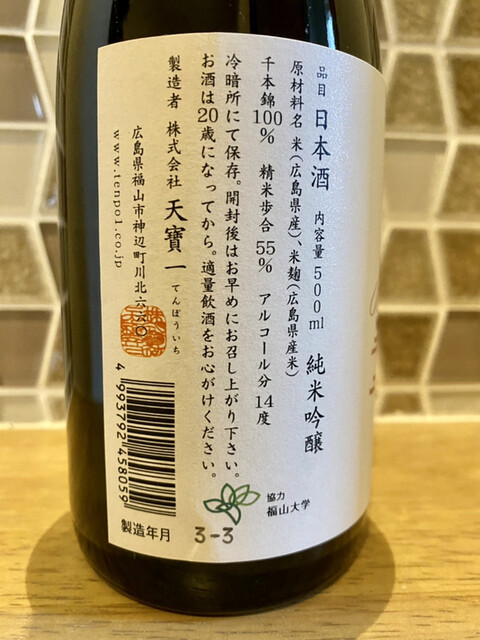 品目 日本酒 内容量 500ml 純米吟醸
原材料名 米(広島県産)、米麹(広島県産米)
千本錦100% 精米歩合 55% アルコール分 14度
冷暗所にて保存。開封後はお早めにお召し上がり下さい。
お酒は20歳になってから。適量飲酒をお心がけください。
製造者 株式会社 天寶一
てんぽういち
広島県福山市神辺町川北六六〇
www.tenpo1.co.jp
4 993792 458059
製造年月 3-3
協力
福山大学